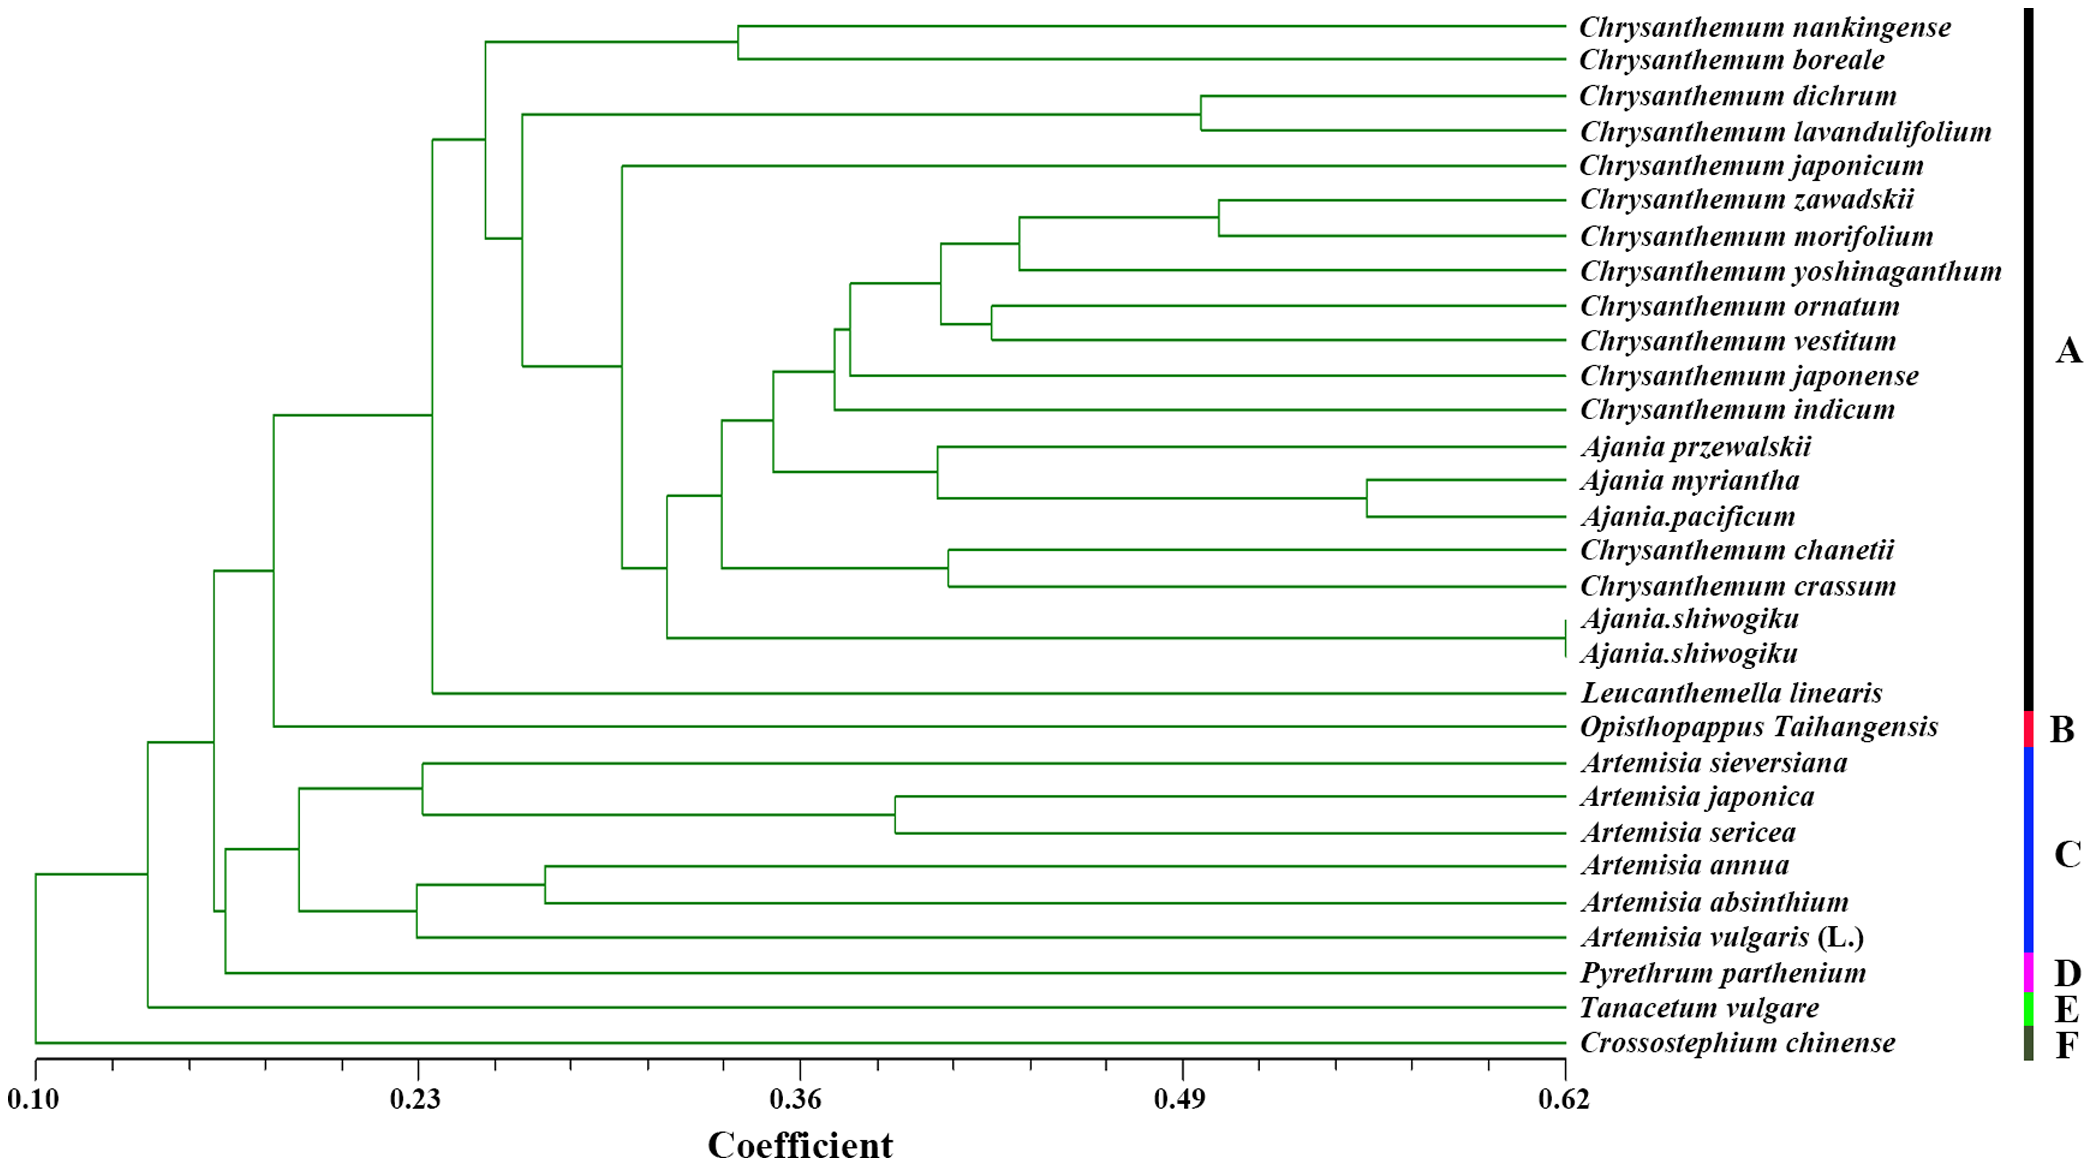 Chrysanthemum nankingense
Chrysanthemum boreale
Chrysanthemum dichrum
Chrysanthemum lavandulifolium
Chrysanthemum japonicum
Chrysanthemum zawadskii
Chrysanthemum morifolium
Chrysanthemum yoshinaganthum
Chrysanthemum ornatum
Chrysanthemum vestitum
A
Chrysanthemum japonense
Chrysanthemum indicum
Ajania przewalskii
Ajania myriantha
Ajania.pacificum
Chrysanthemum chanetii
Chrysanthemum crassum
Ajania.shiwogiku
Ajania.shiwogiku
Leucanthemella linearis
Opisthopappus Taihangensis B
Artemisia sieversiana
Artemisia japonica
Artemisia sericea
C
Artemisia annua
Artemisia absinthium
Artemisia vulgaris (L.)
Pyrethrum parthenium D
Tanacetum vulgare E
Crossostephium chinense F
0.10 0.23 0.36 0.49 0.62
Coefficient